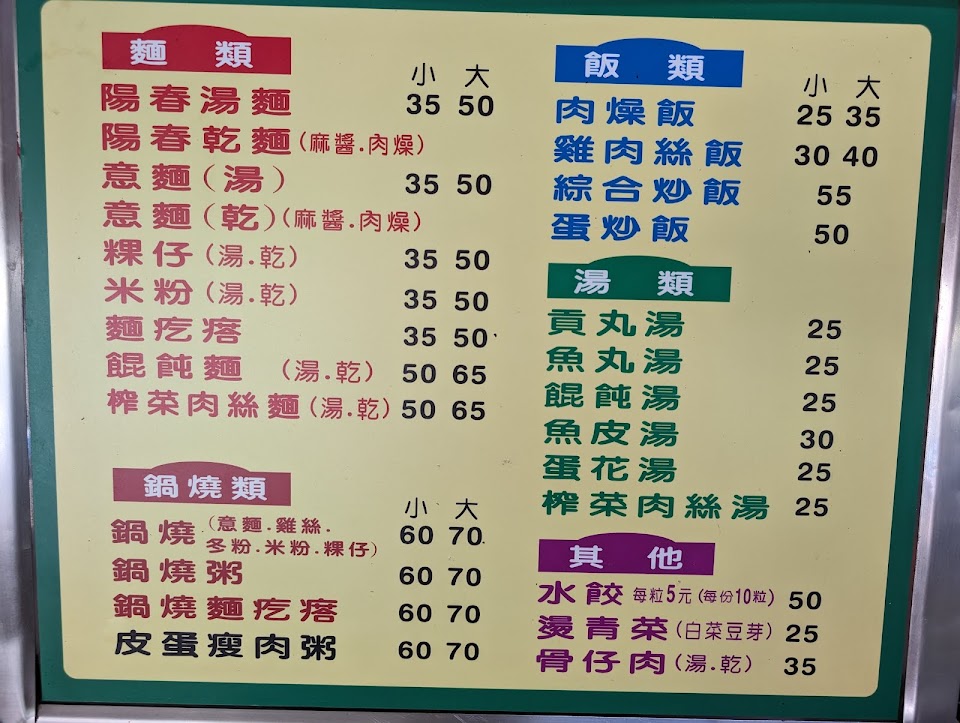 麵類
小 大
陽春湯麵 35 50
陽春乾麵(麻醬.肉燥)
意麵(湯) 35 50
意麵(乾)(麻醬.肉燥)
粿仔(湯.乾) 35 50
米粉(湯.乾) 35 50
麵疙瘩 35 50
餛飩麵 (湯.乾) 50 65
榨菜肉絲麵(湯.乾) 50 65
鍋燒類
小 大
鍋燒(意麵.雞絲.
冬粉.米粉.粿仔) 60 70
鍋燒粥 60 70
鍋燒麵疙瘩 60 70
皮蛋瘦肉粥 60 70
飯類
小 大
肉燥飯 25 35
雞肉絲飯 30 40
綜合炒飯 55
蛋炒飯 50
湯類
貢丸湯 25
魚丸湯 25
餛飩湯 25
魚皮湯 30
蛋花湯 25
榨菜肉絲湯 25
其他
水餃 每粒5元(每份10粒) 50
燙青菜(白菜豆芽) 25
骨仔肉(湯.乾) 35